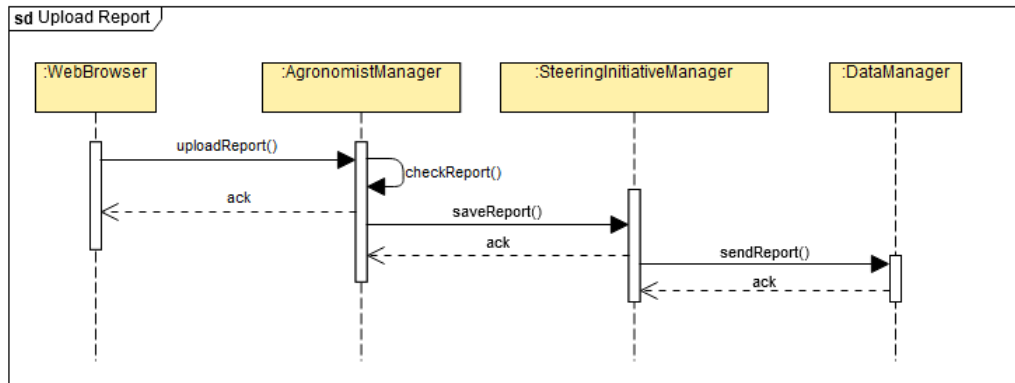 sd Upload Report
:WebBrowser
:AgronomistManager
:SteeringInitiativeManager
:DataManager
uploadReport()
checkReport()
ack
saveReport()
ack
sendReport()
ack